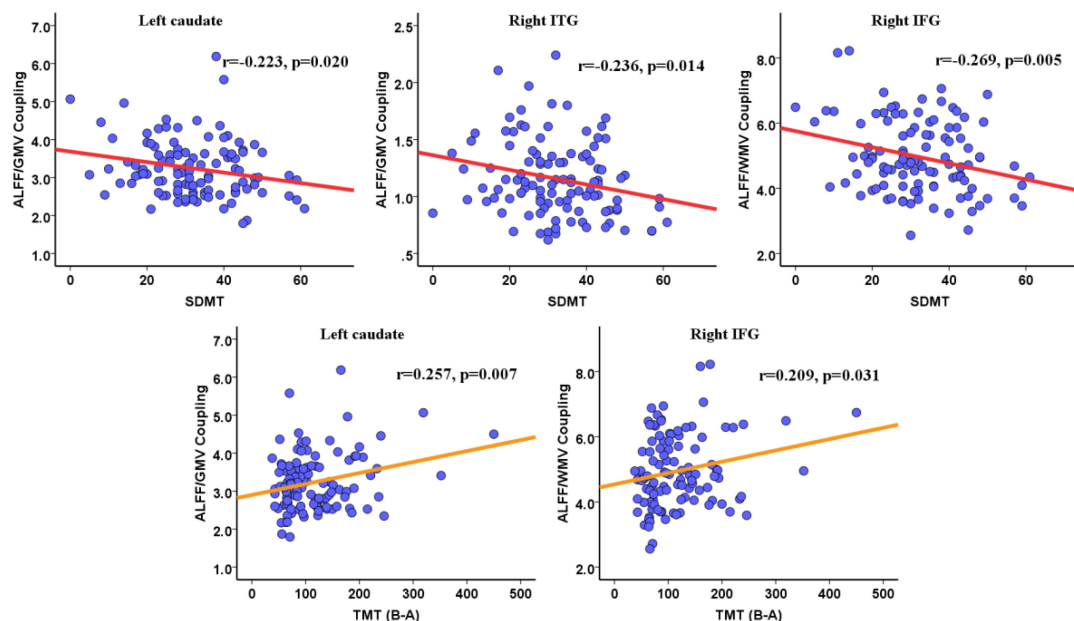 Left caudate
r=-0.223, p=0.020
ALFF/GMV Coupling
7.0
6.0
5.0
4.0
3.0
2.0
1.0
0 20 40 60
SDMT
Right ITG
r=-0.236, p=0.014
ALFF/GMV Coupling
2.5
2.0
1.5
1.0
.5
0 20 40 60
SDMT
Right IFG
r=-0.269, p=0.005
ALFF/WMV Coupling
8.0
6.0
4.0
2.0
0 20 40 60
SDMT
Left caudate
r=0.257, p=0.007
ALFF/GMV Coupling
7.0
6.0
5.0
4.0
3.0
2.0
1.0
0 100 200 300 400 500
TMT (B-A)
Right IFG
r=0.209, p=0.031
ALFF/WMV Coupling
8.0
6.0
4.0
2.0
0 100 200 300 400 500
TMT (B-A)